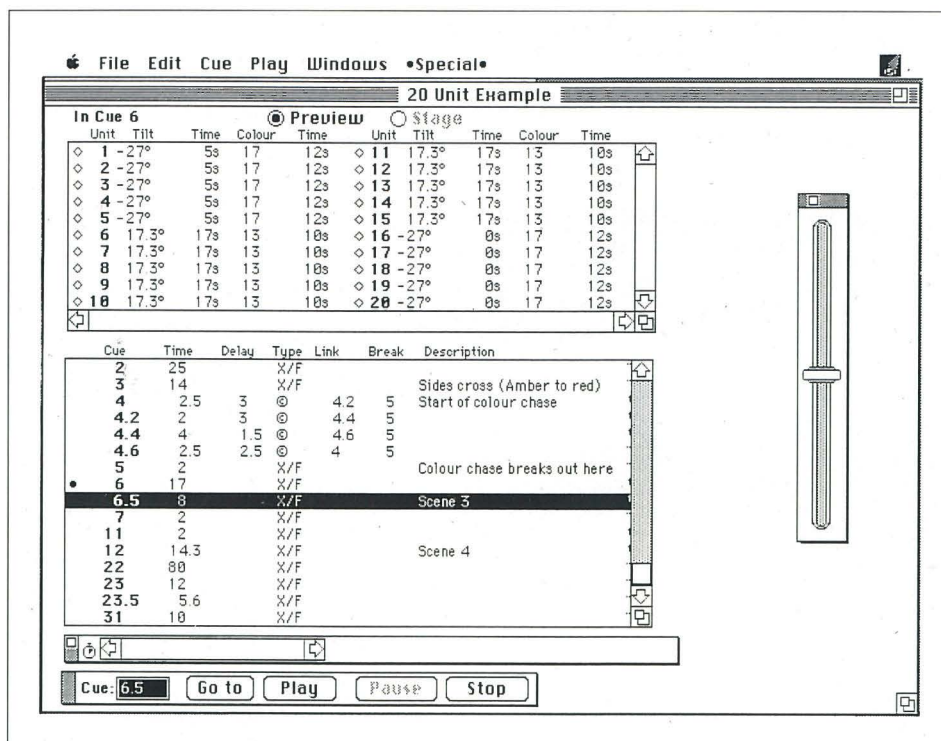 File Edit Cue Play Windows •Special•
20 Unit Example
In Cue 6 Preview Stage
Unit Tilt Time Colour Time Unit Tilt Time Colour Time
◇ 1 -27° 5s 17 12s ◇ 11 17.3° 17s 13 10s
◇ 2 -27° 5s 17 12s ◇ 12 17.3° 17s 13 10s
◇ 3 -27° 5s 17 12s ◇ 13 17.3° 17s 13 10s
◇ 4 -27° 5s 17 12s ◇ 14 17.3° 17s 13 10s
◇ 5 -27° 5s 17 12s ◇ 15 17.3° 17s 13 10s
◇ 6 17.3° 17s 13 10s ◇ 16 -27° 0s 17 12s
◇ 7 17.3° 17s 13 10s ◇ 17 -27° 0s 17 12s
◇ 8 17.3° 17s 13 10s ◇ 18 -27° 0s 17 12s
◇ 9 17.3° 17s 13 10s ◇ 19 -27° 0s 17 12s
◇ 10 17.3° 17s 13 10s ◇ 20 -27° 0s 17 12s
Cue Time Delay Type Link Break Description
2 25 X/F
3 14 X/F Sides cross (Amber to red)
4 2.5 3 © 4.2 5 Start of colour chase
4.2 2 3 © 4.4 5
4.4 4 1.5 © 4.6 5
4.6 2.5 2.5 © 4 5
5 2 X/F Colour chase breaks out here
• 6 17 X/F
6.5 8 X/F Scene 3
7 2 X/F
11 2 X/F
12 14.3 X/F Scene 4
22 80 X/F
23 12 X/F
23.5 5.6 X/F
31 10 X/F
Cue: 6.5 Go to Play Pause Stop